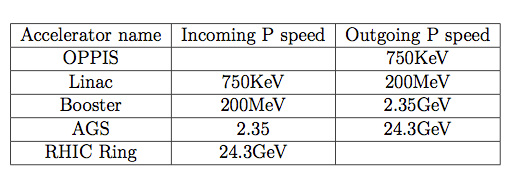 Accelerator name Incoming P speed Outgoing P speed
OPPIS 750KeV
Linac 750KeV 200MeV
Booster 200MeV 2.35GeV
AGS 2.35 24.3GeV
RHIC Ring 24.3GeV